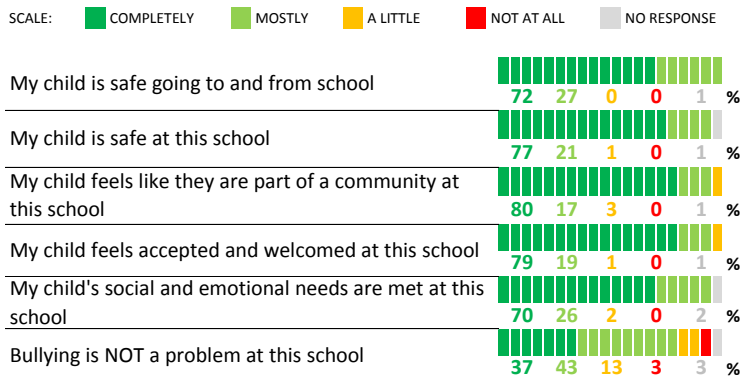 SCALE: COMPLETELY MOSTLY A LITTLE NOT AT ALL NO RESPONSE
My child is safe going to and from school
72 27 0 0 1 %
My child is safe at this school
77 21 1 0 1 %
My child feels like they are part of a community at
this school
80 17 3 0 1 %
My child feels accepted and welcomed at this school
79 19 1 0 1 %
My child's social and emotional needs are met at this
school
70 26 2 0 2 %
Bullying is NOT a problem at this school
37 43 13 3 3 %